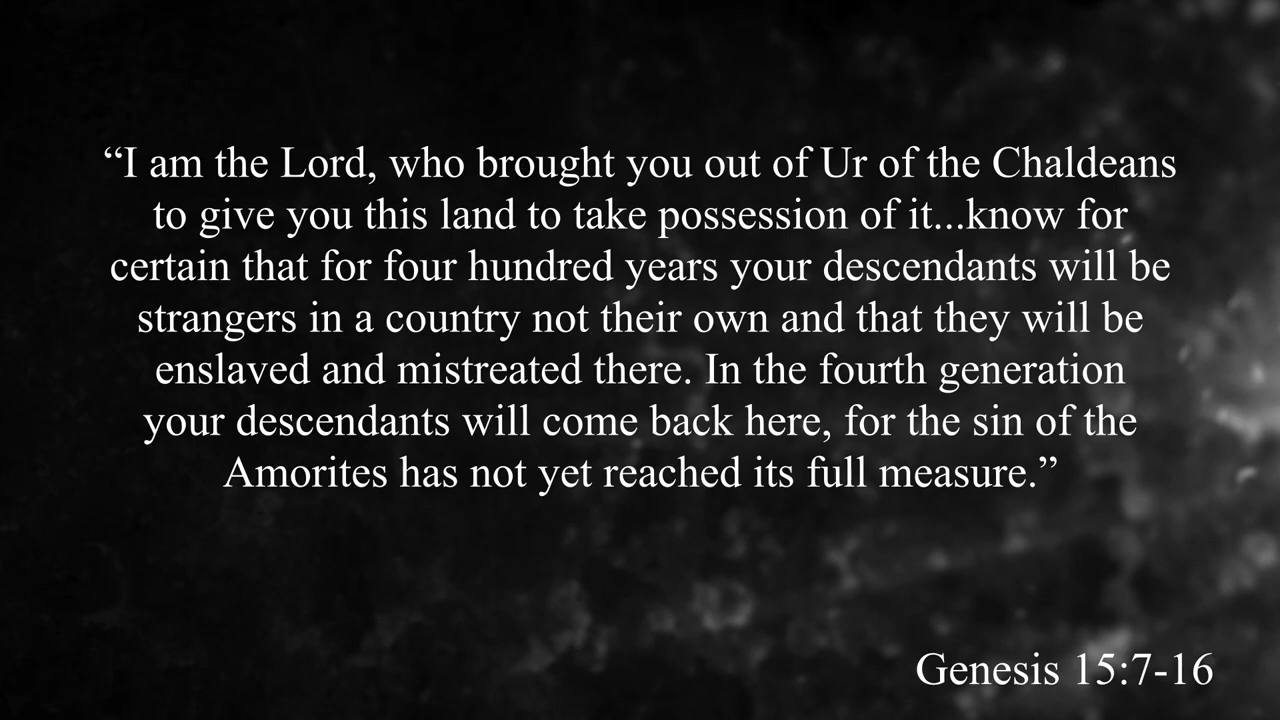 “I am the Lord, who brought you out of Ur of the Chaldeans
to give you this land to take possession of it...know for
certain that for four hundred years your descendants will be
strangers in a country not their own and that they will be
enslaved and mistreated there. In the fourth generation
your descendants will come back here, for the sin of the
Amorites has not yet reached its full measure.”
Genesis 15:7-16